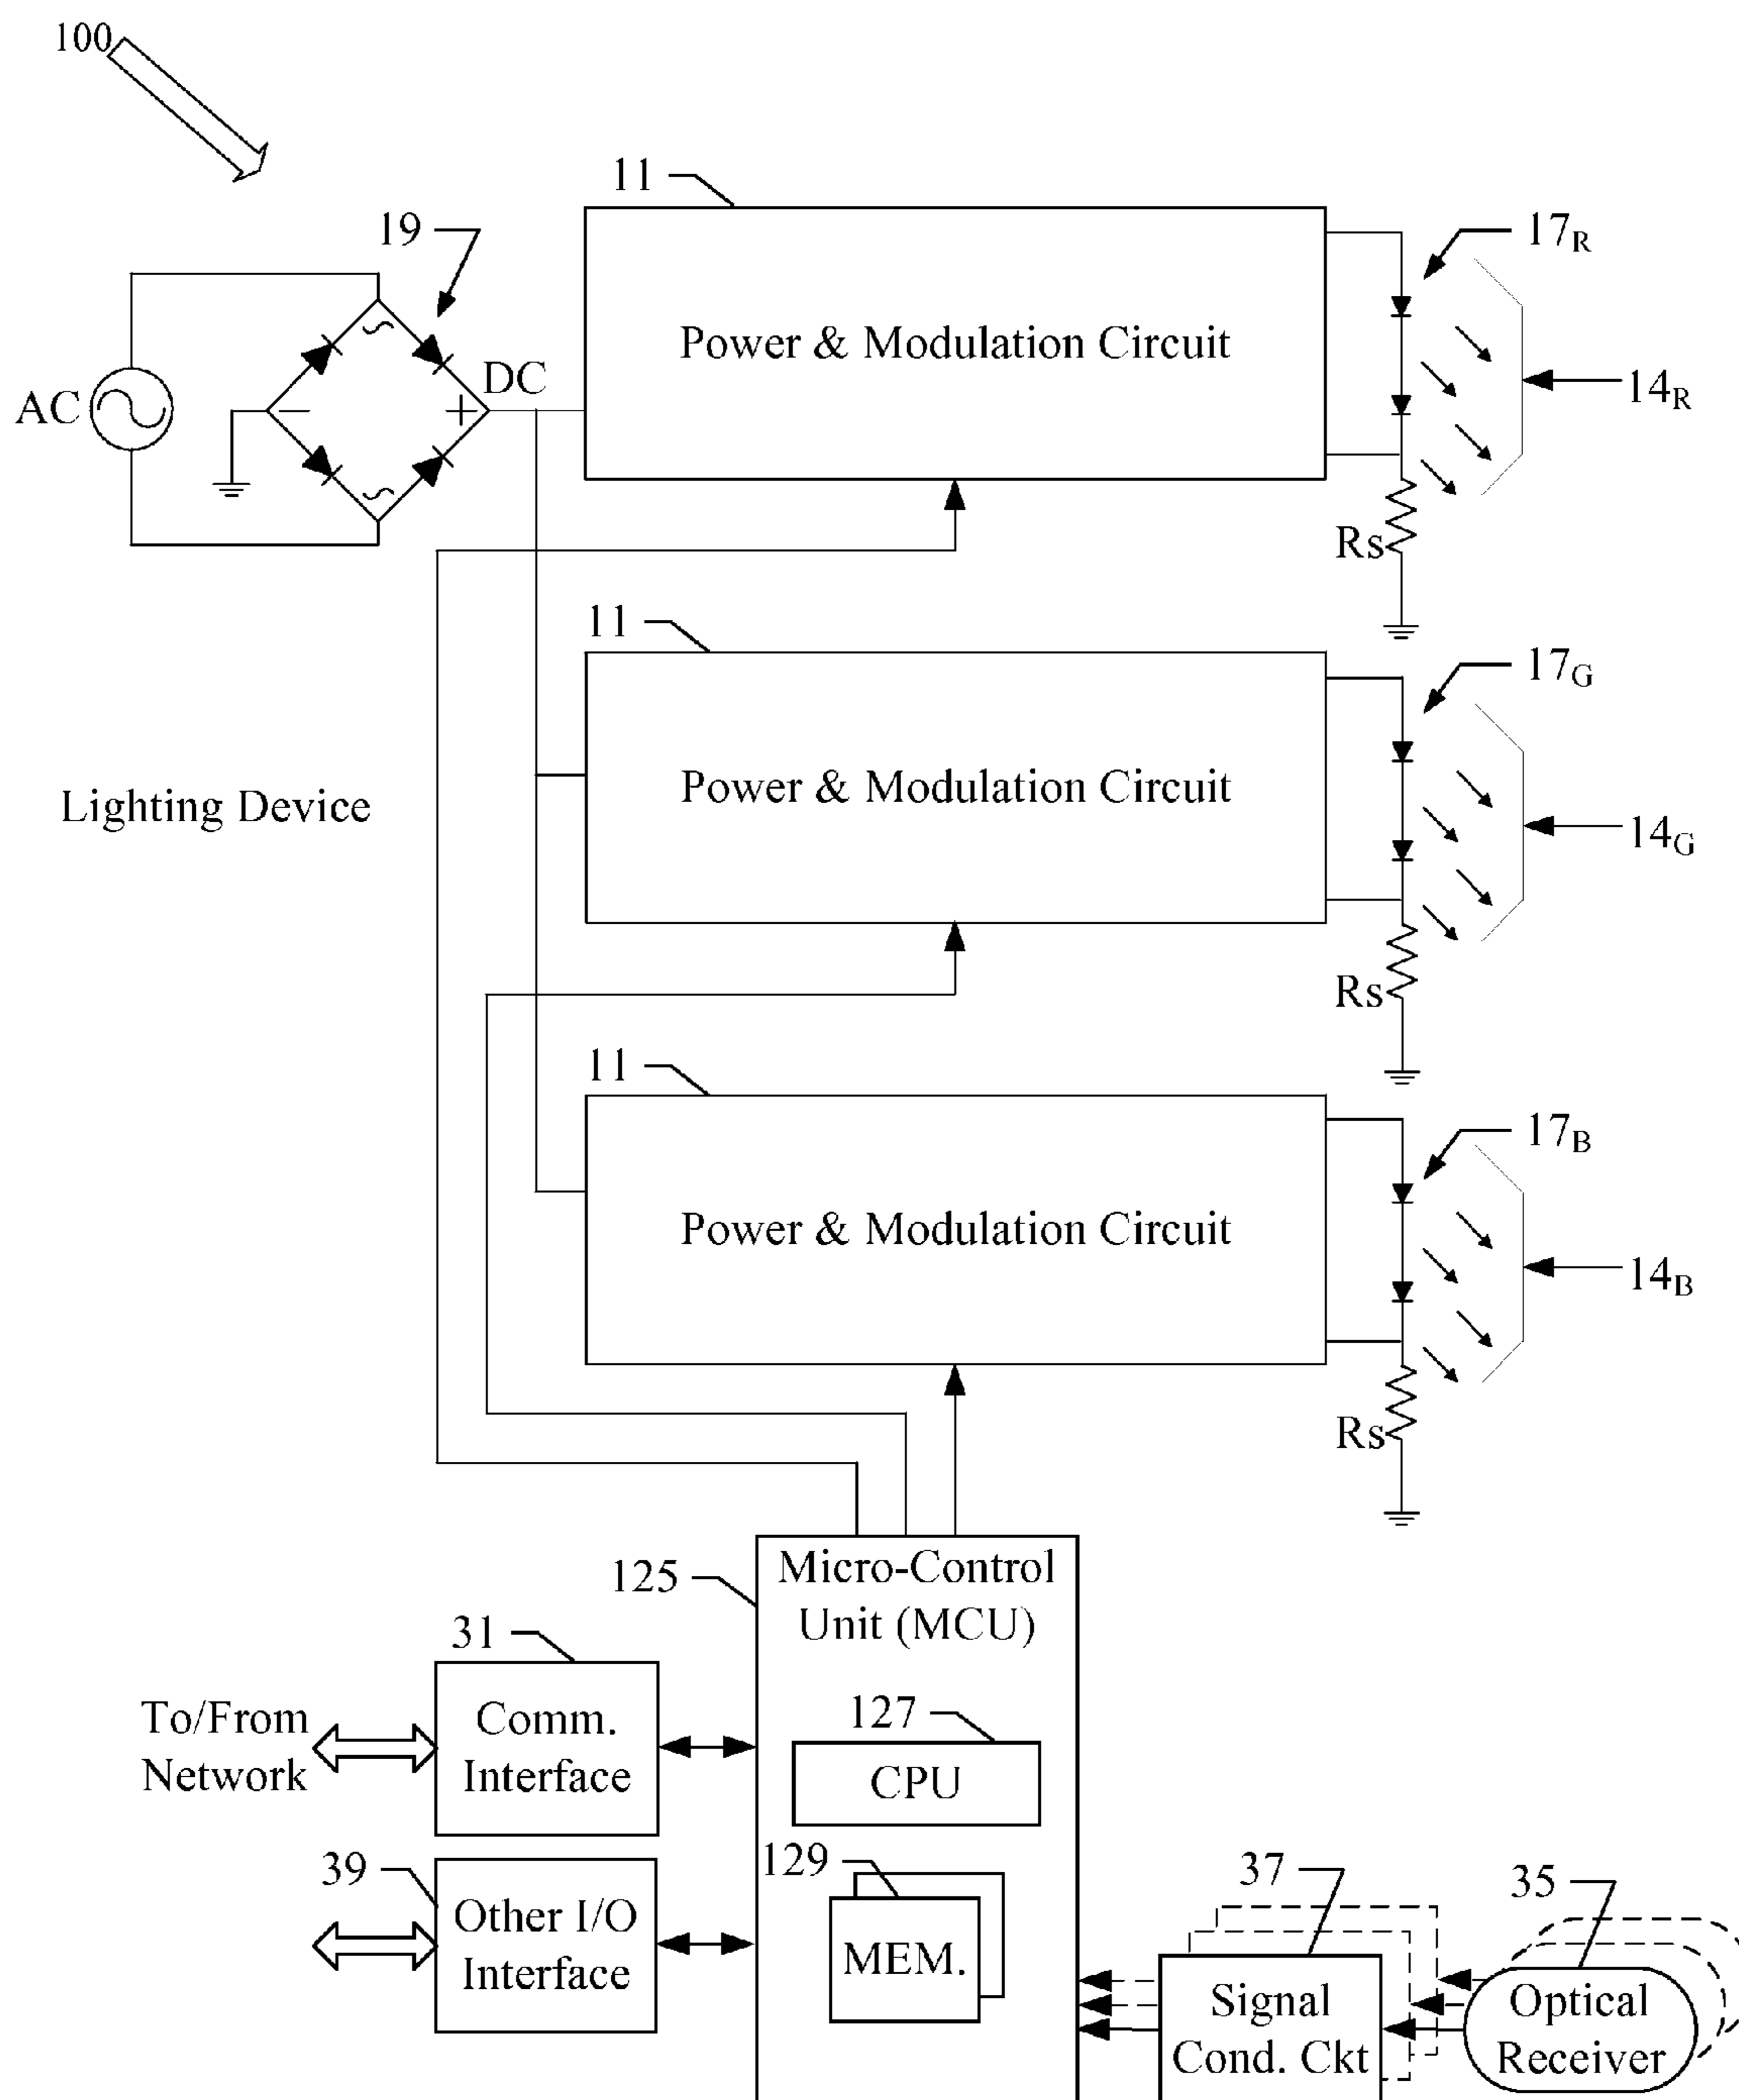 100
11
19
17R
Power & Modulation Circuit
DC
AC
14R
Rs
11
17G
Power & Modulation Circuit
Lighting Device
14G
Rs
11
17B
Power & Modulation Circuit
14B
Rs
125
Micro-Control
Unit (MCU)
31
To/From
Network
Comm.
Interface
127
CPU
39
Other I/O
Interface
129
MEM.
37
Signal
Cond. Ckt
35
Optical
Receiver